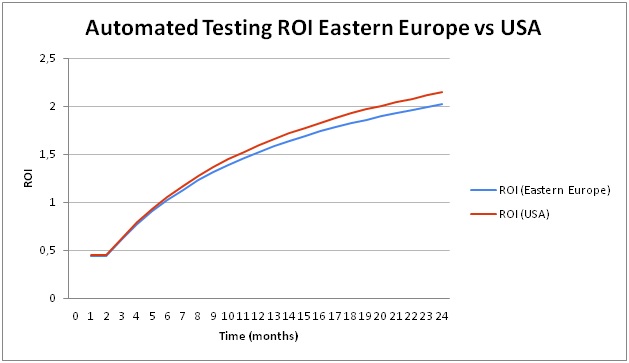 Automated Testing ROI Eastern Europe vs USA
2,5
2
1,5
1
0,5
0
ROI
0 1 2 3 4 5 6 7 8 9 10 11 12 13 14 15 16 17 18 19 20 21 22 23 24
Time (months)
ROI (Eastern Europe)
ROI (USA)